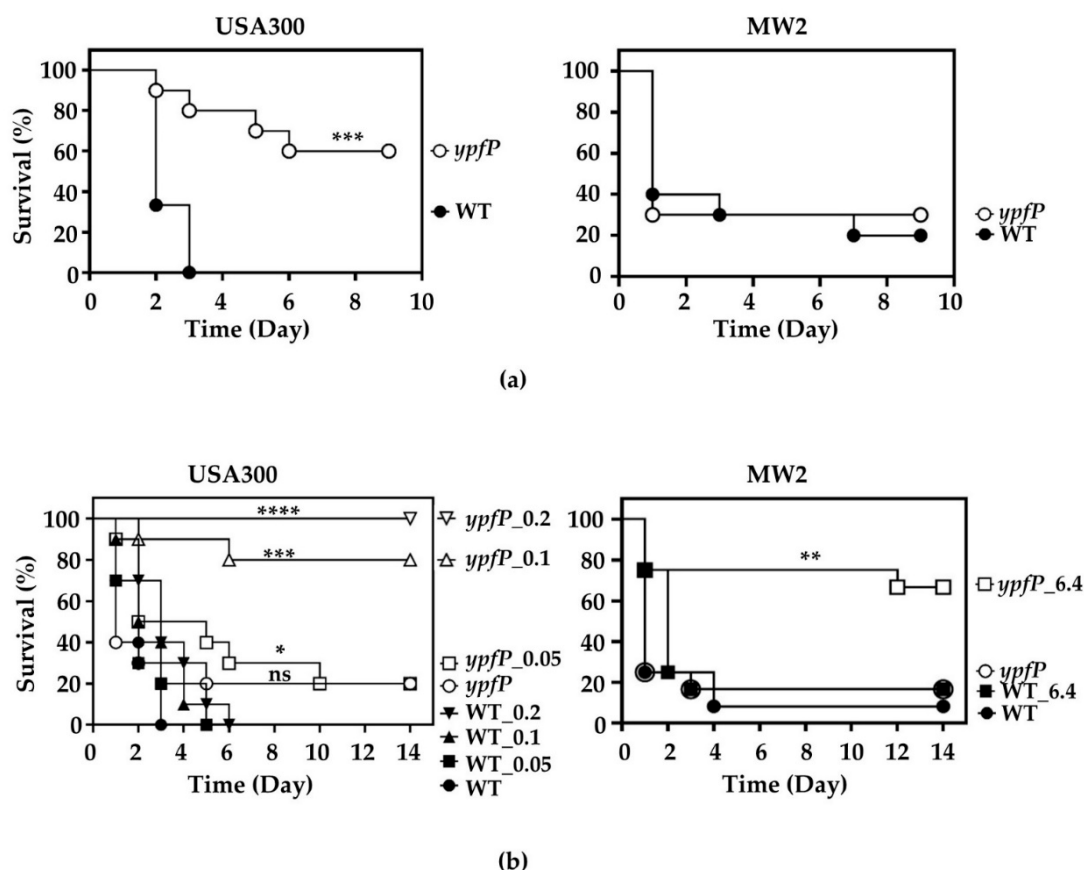 USA300
MW2
100
80
60
40
20
0
Survival (%)
***
ypfP
WT
0 2 4 6 8 10
Time (Day)
100
80
60
40
20
0
ypfP
WT
0 2 4 6 8 10
Time (Day)
(a)
USA300
MW2
100
80
60
40
20
0
Survival (%)
****
***
*
ns
ypfP_0.2
ypfP_0.1
ypfP_0.05
ypfP
WT_0.2
WT_0.1
WT_0.05
WT
0 2 4 6 8 10 12 14
Time (Day)
100
80
60
40
20
0
**
ypfP_6.4
ypfP
WT_6.4
WT
0 2 4 6 8 10 12 14
Time (Day)
(b)